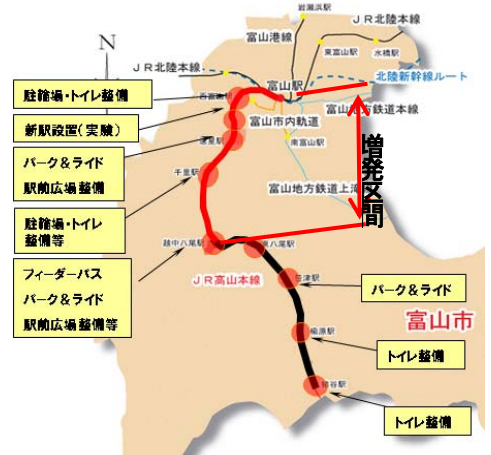 岩瀬浜駅
富山港線
ＪＲ北陸本線
東富山駅
水橋駅
N
ＪＲ北陸本線
富山駅
北陸新幹線ルート
西富山駅
富山地方鉄道本線
富山市内軌道
速星駅
南富山駅
千里駅
富山地方鉄道上滝
増発区間
越中八尾駅
東八尾駅
ＪＲ高山本線
笹津駅
富山市
楡原駅
猪谷駅
駐輪場・トイレ整備
新駅設置（実験）
パーク＆ライド
駅前広場整備
駐輪場・トイレ
整備等
フィーダーバス
パーク＆ライド
駅前広場整備等
パーク＆ライド
トイレ整備
トイレ整備